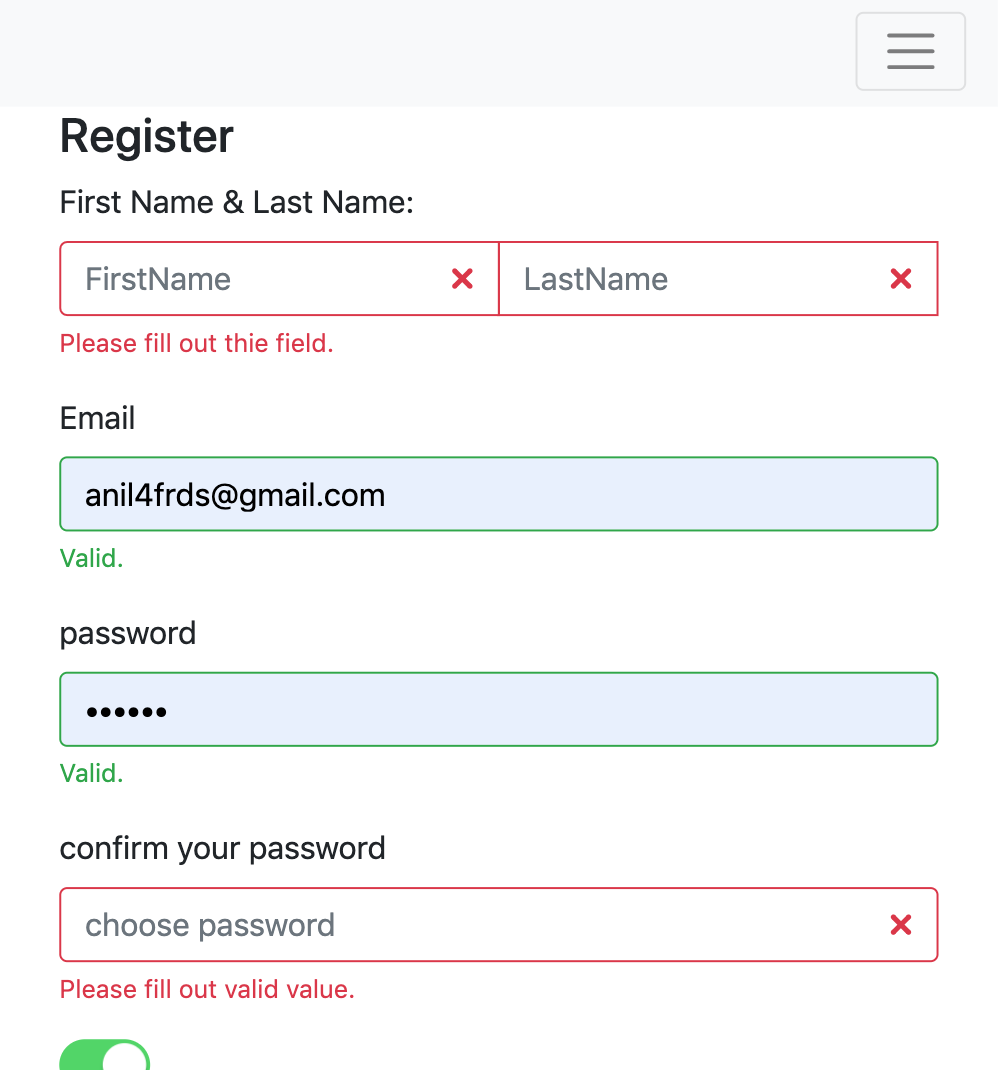 Register
First Name & Last Name:
FirstName LastName
Please fill out thie field.
Email
anil4frds@gmail.com
Valid.
password
••••••
Valid.
confirm your password
choose password
Please fill out valid value.